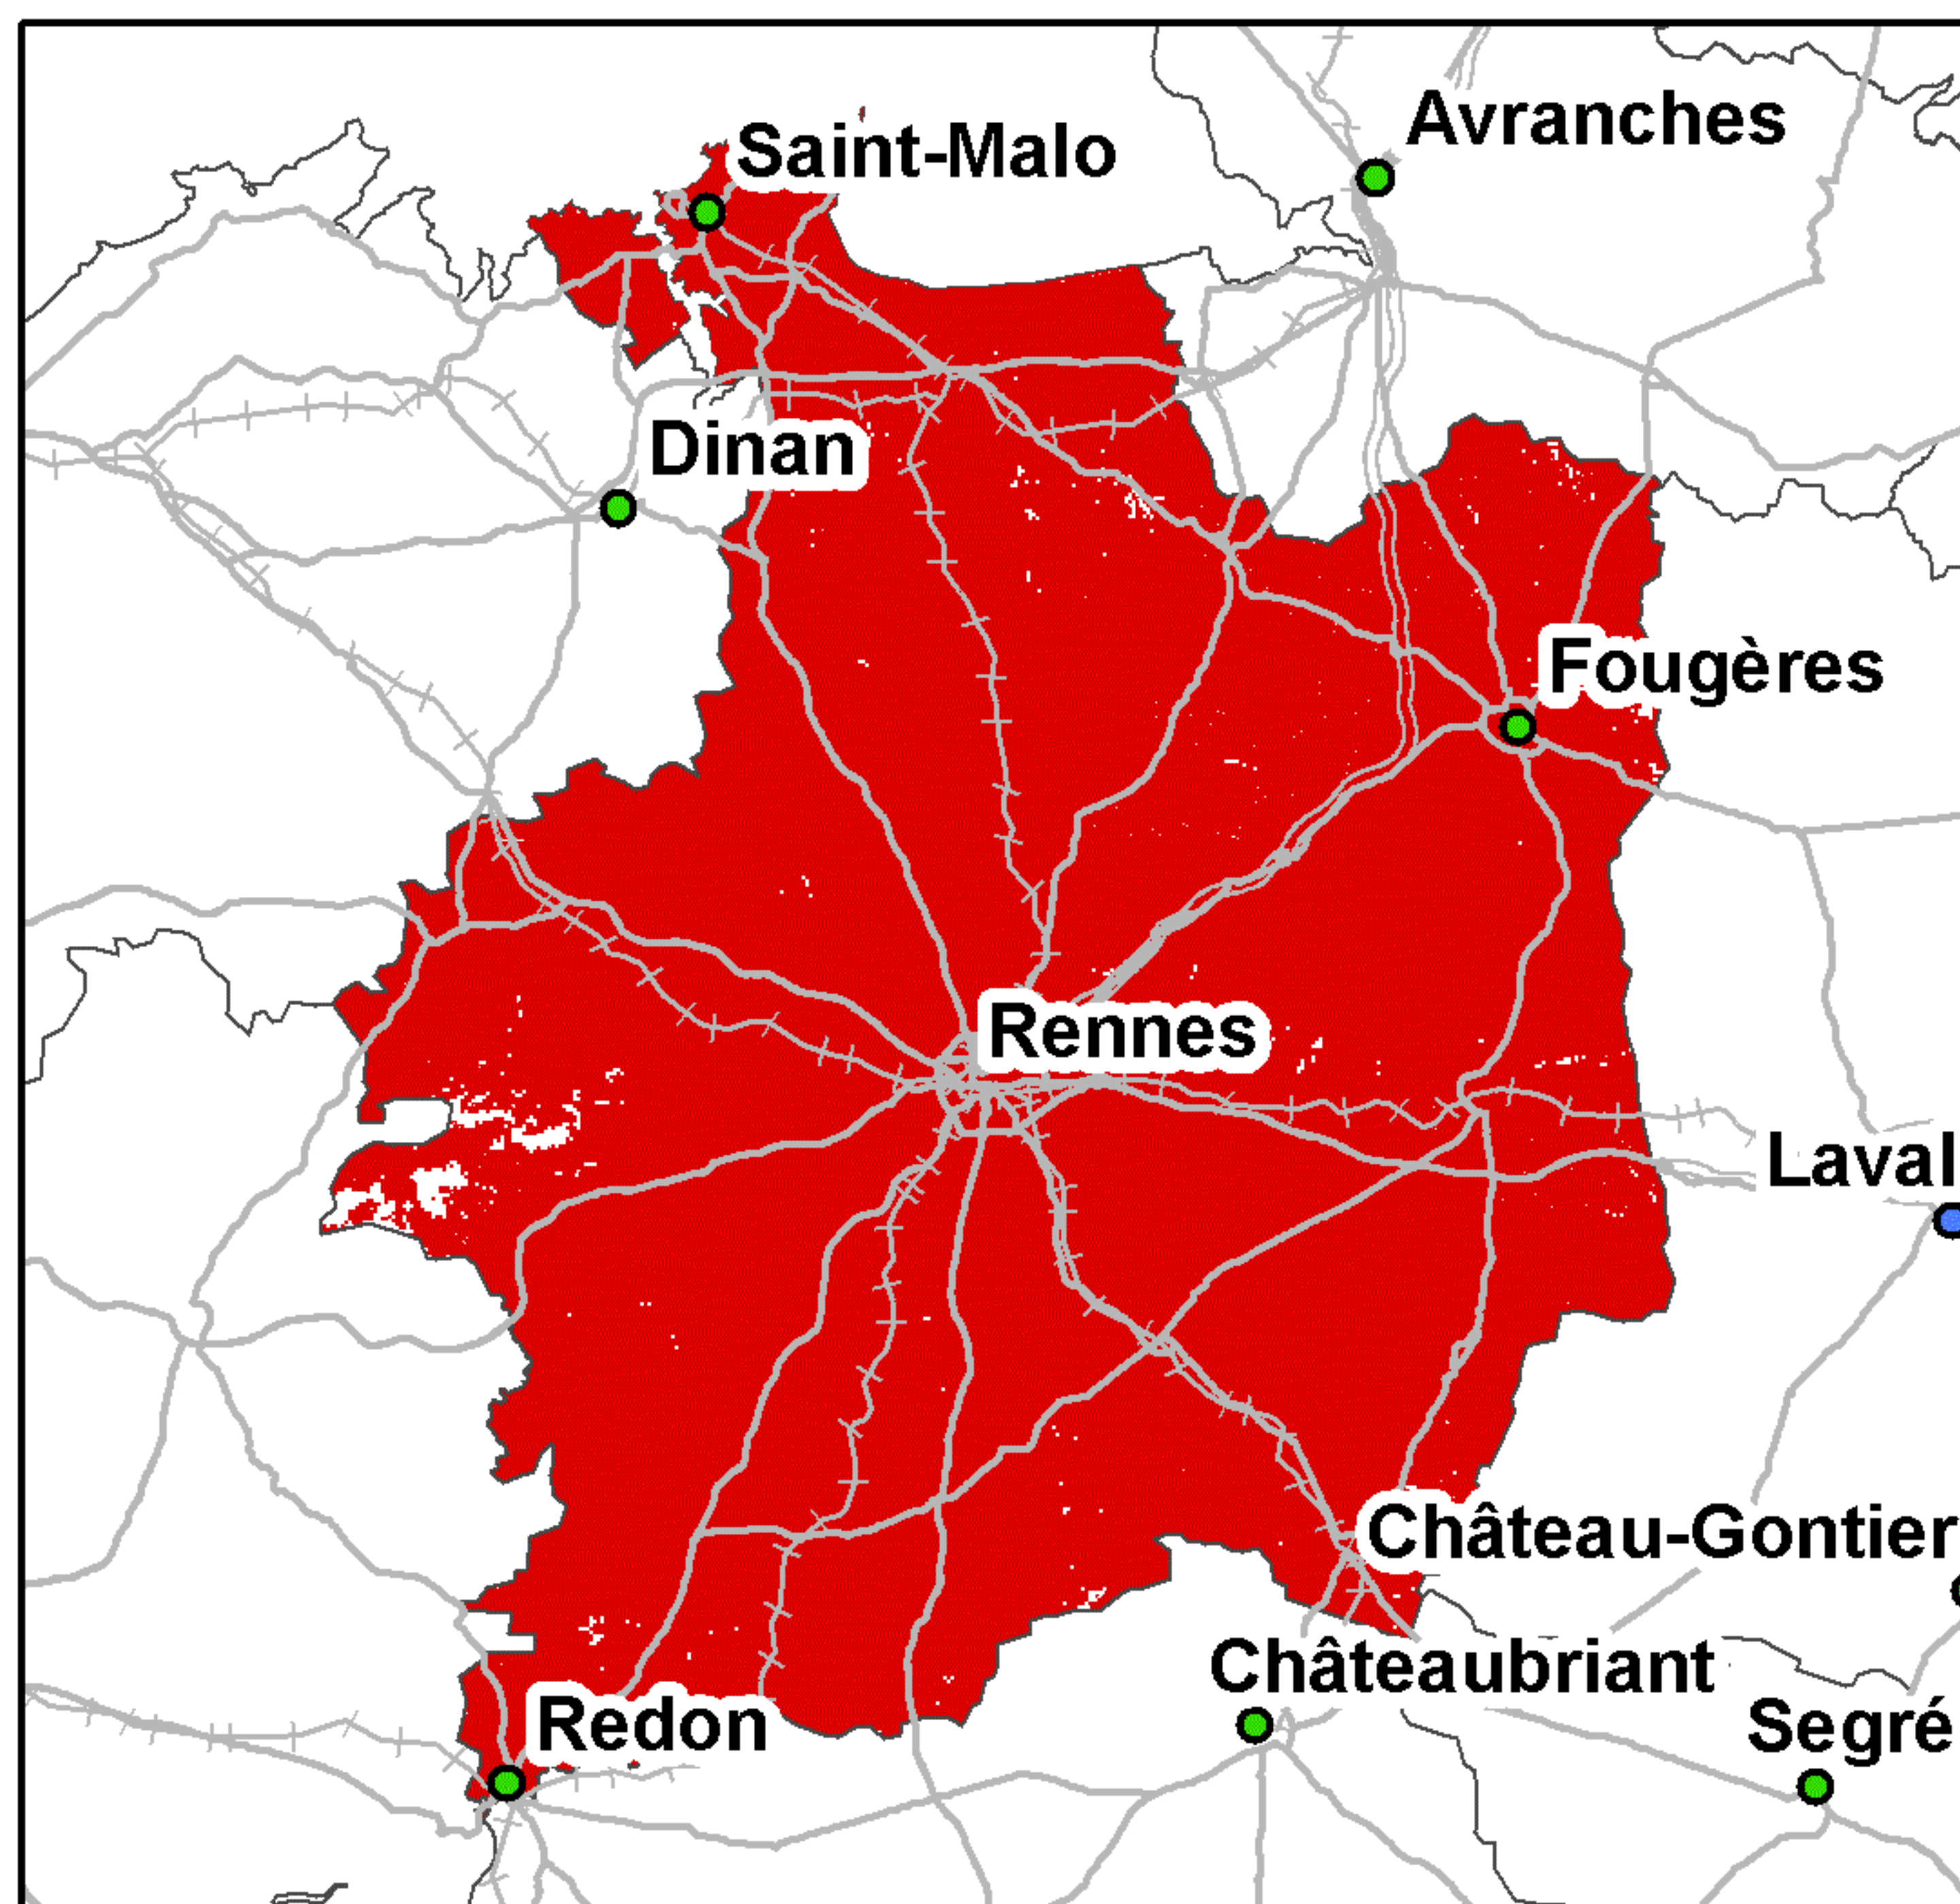 Avranches
Saint-Malo
Dinan
Fougères
Rennes
Laval
Château-Gontier
Châteaubriant
Segré
Redon